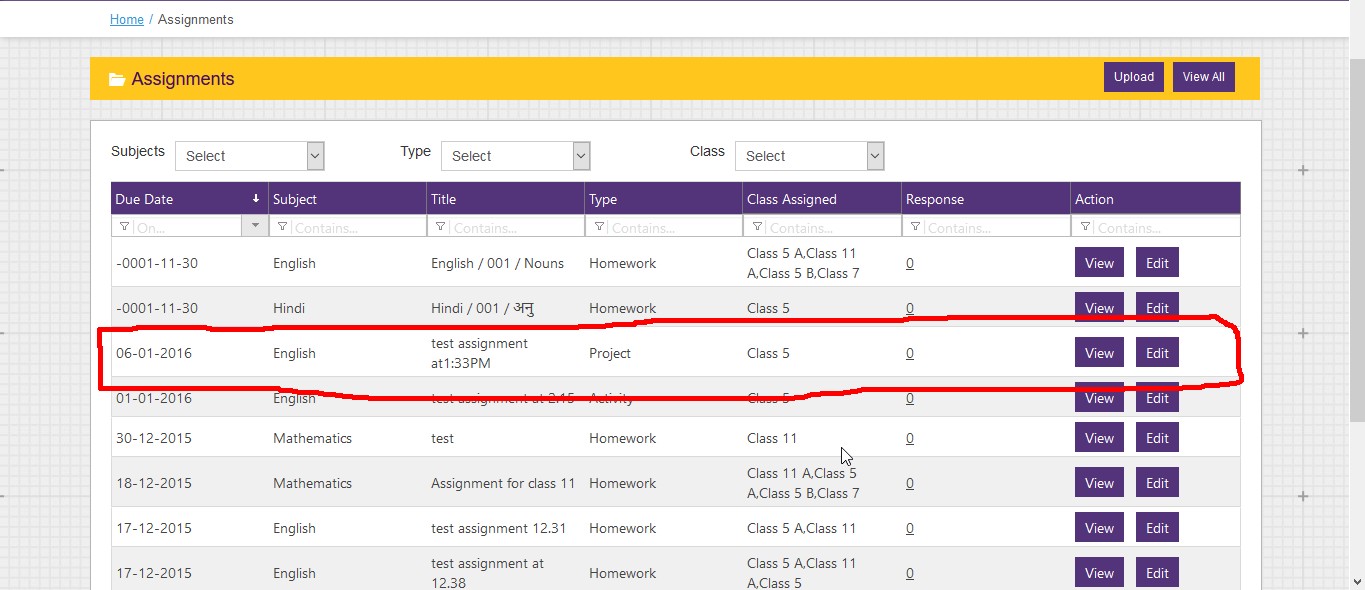 Home / Assignments
Assignments
Upload View All
Subjects Select Type Select Class Select
Due Date Subject Title Type Class Assigned Response Action
On... Contains... Contains... Contains... Contains... Contains... Contains...
-0001-11-30 English English / 001 / Nouns Homework Class 5 A,Class 11 0 View Edit
A,Class 5 B,Class 7
-0001-11-30 Hindi Hindi / 001 / अनु Homework Class 5 0 View Edit
06-01-2016 English test assignment Project Class 5 0 View Edit
at1:33PM
01-01-2016 English test assignment at 2.15 Activity Class 5 0 View Edit
30-12-2015 Mathematics test Homework Class 11 0 View Edit
18-12-2015 Mathematics Assignment for class 11 Homework Class 11 A,Class 5 0 View Edit
A,Class 5 B,Class 7
17-12-2015 English test assignment 12.31 Homework Class 5 A,Class 11 0 View Edit
17-12-2015 English test assignment at Homework Class 5 A,Class 11 0 View Edit
12.38 A,Class 5